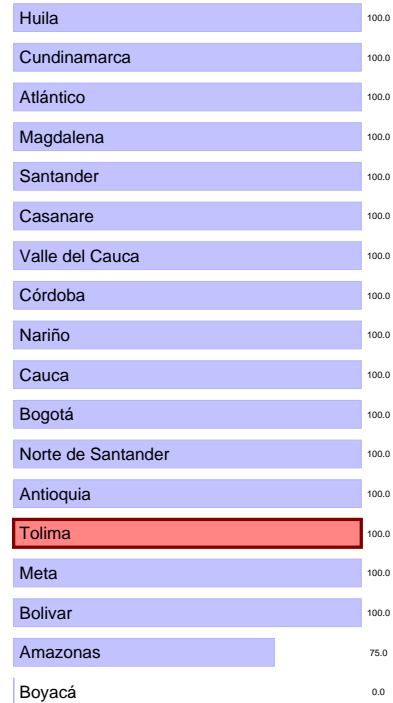 Huila 100.0
Cundinamarca 100.0
Atlántico 100.0
Magdalena 100.0
Santander 100.0
Casanare 100.0
Valle del Cauca 100.0
Córdoba 100.0
Nariño 100.0
Cauca 100.0
Bogotá 100.0
Norte de Santander 100.0
Antioquia 100.0
Tolima 100.0
Meta 100.0
Bolivar 100.0
Amazonas 75.0
Boyacá 0.0